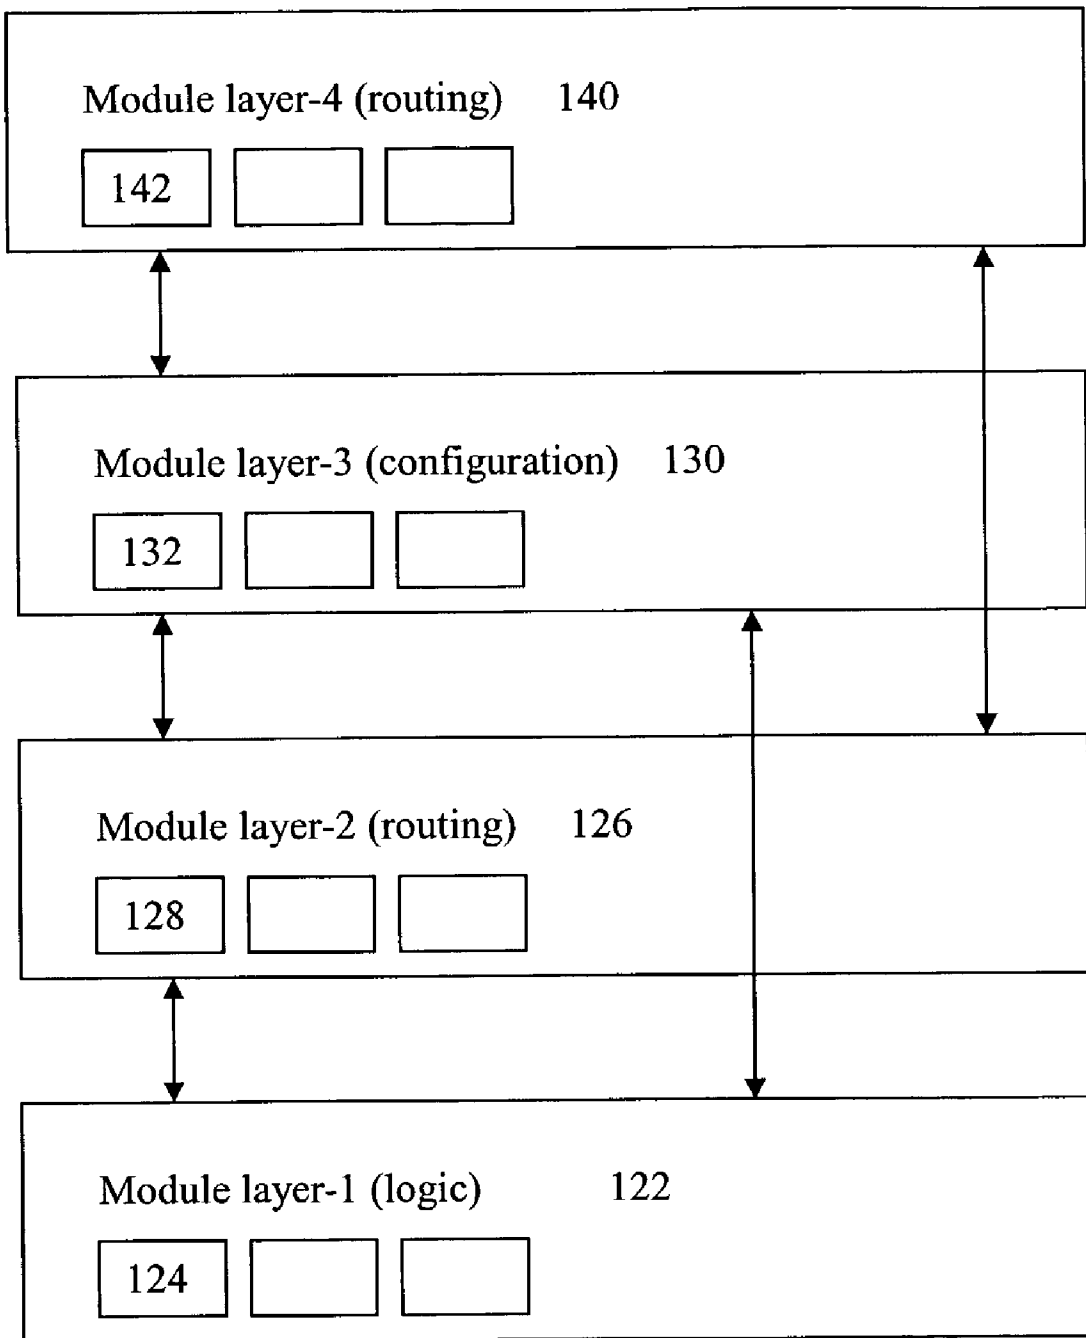 Module layer-4 (routing) 140
142
Module layer-3 (configuration) 130
132
Module layer-2 (routing) 126
128
Module layer-1 (logic) 122
124